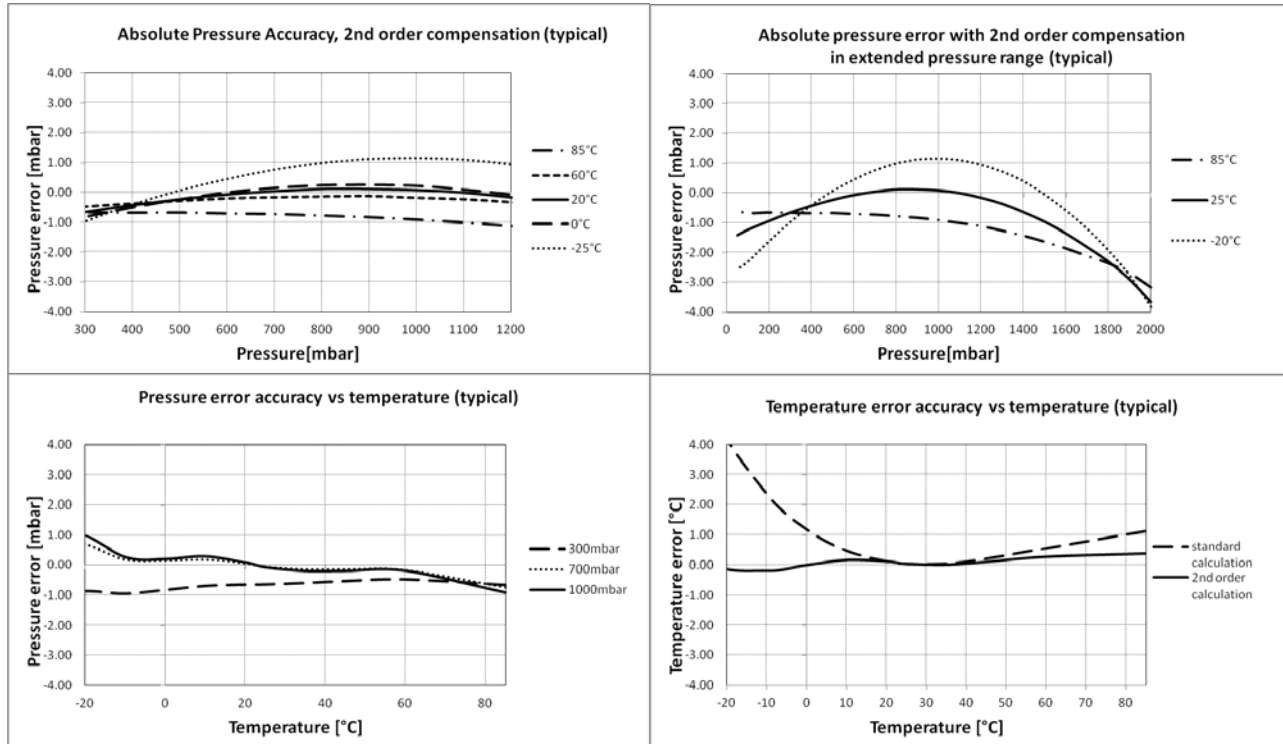 Absolute Pressure Accuracy, 2nd order compensation (typical)
4.00
3.00
2.00
1.00
0.00
-1.00
-2.00
-3.00
-4.00
Pressure error [mbar]
300 400 500 600 700 800 900 1000 1100 1200
Pressure[mbar]
85°C
60°C
20°C
0°C
-25°C
Absolute pressure error with 2nd order compensation
in extended pressure range (typical)
4.00
3.00
2.00
1.00
0.00
-1.00
-2.00
-3.00
-4.00
Pressure error [mbar]
0 200 400 600 800 1000 1200 1400 1600 1800 2000
Pressure[mbar]
85°C
25°C
-20°C
Pressure error accuracy vs temperature (typical)
4.00
3.00
2.00
1.00
0.00
-1.00
-2.00
-3.00
-4.00
Pressure error [mbar]
-20 0 20 40 60 80
Temperature [°C]
300mbar
700mbar
1000mbar
Temperature error accuracy vs temperature (typical)
4.00
3.00
2.00
1.00
0.00
-1.00
-2.00
-3.00
-4.00
Temperature error [°C]
-20 -10 0 10 20 30 40 50 60 70 80
Temperature [°C]
standard
calculation
2nd order
calculation